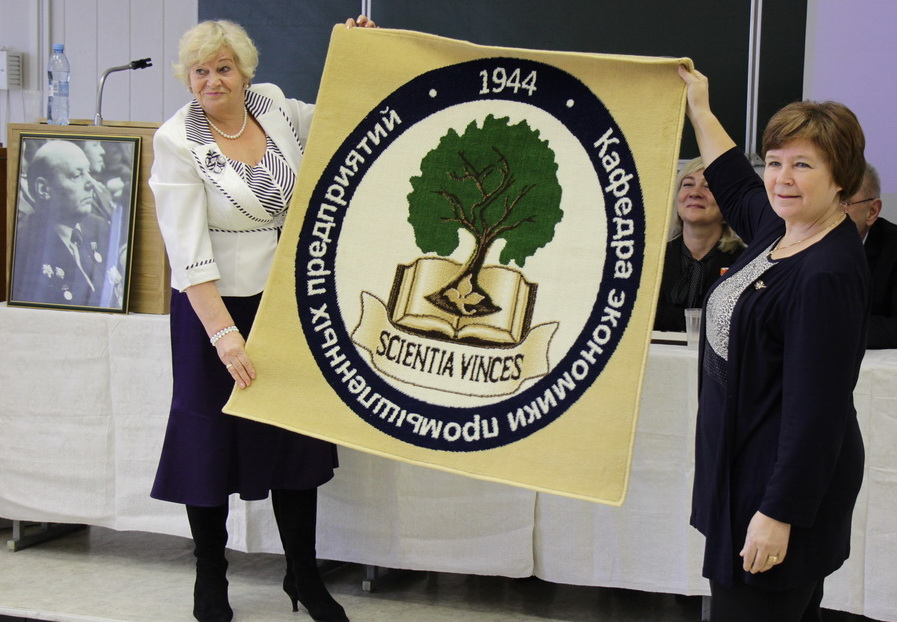 1944
Кафедра экономики промышленных предприятий
SCIENTIA VINCES